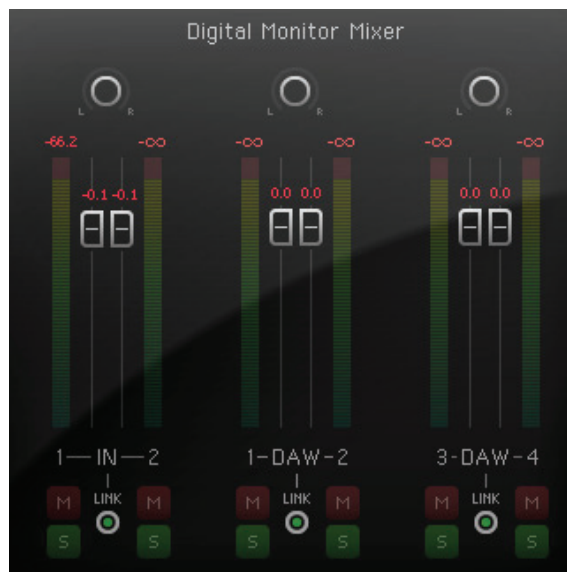 Digital Monitor Mixer
L R L R L R
-66.2 -∞ -∞ -∞ -∞ -∞
-0.1 -0.1 0.0 0.0 0.0 0.0
1—IN—2 1-DAW-2 3-DAW-4
M LINK M M LINK M M LINK M
S S S S S S